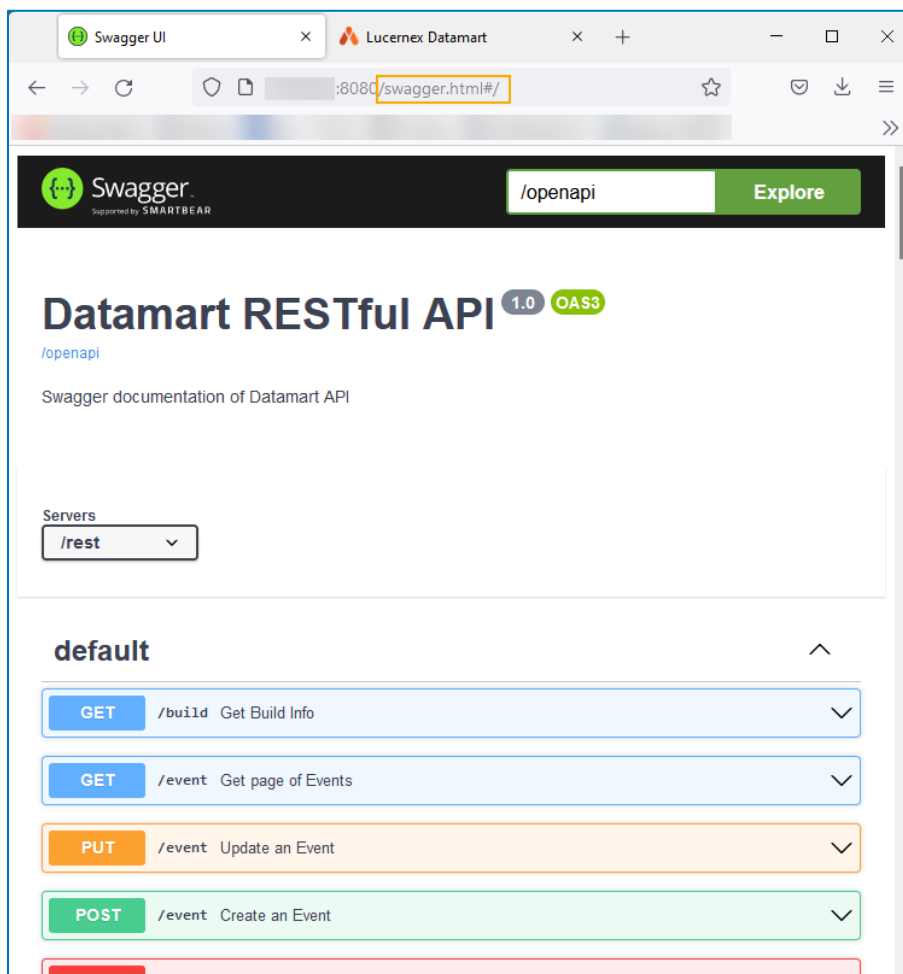 Swagger UI
Lucernex Datamart
:8080/swagger.html#/
Swagger.
Supported by SMARTBEAR
/openapi
Explore
Datamart RESTful API 1.0 OAS3
/openapi
Swagger documentation of Datamart API
Servers
/rest
default
GET /build Get Build Info
GET /event Get page of Events
PUT /event Update an Event
POST /event Create an Event